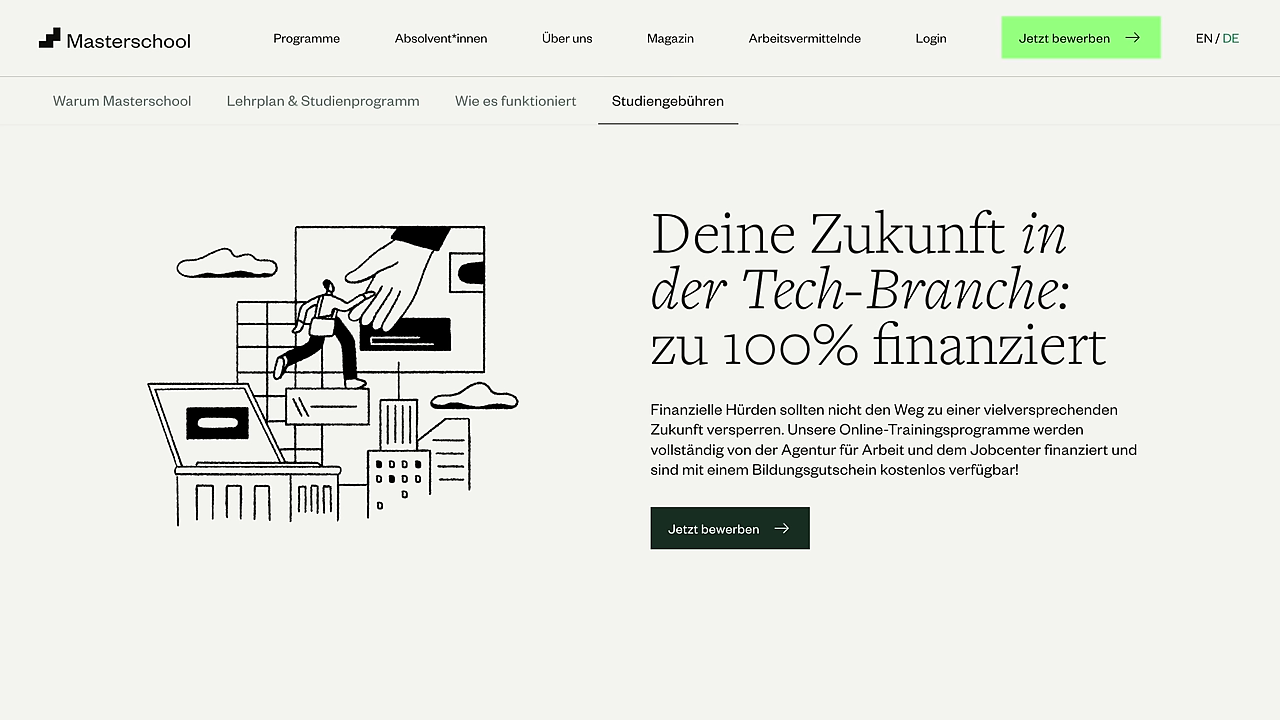 Masterschool
Programme
Absolvent*innen
Über uns
Magazin
Arbeitsvermittelnde
Login
Jetzt bewerben
EN / DE
Warum Masterschool
Lehrplan & Studienprogramm
Wie es funktioniert
Studiengebühren
Deine Zukunft in
der Tech-Branche:
zu 100% finanziert
Finanzielle Hürden sollten nicht den Weg zu einer vielversprechenden
Zukunft versperren. Unsere Online-Trainingsprogramme werden
vollständig von der Agentur für Arbeit und dem Jobcenter finanziert und
sind mit einem Bildungsgutschein kostenlos verfügbar!
Jetzt bewerben